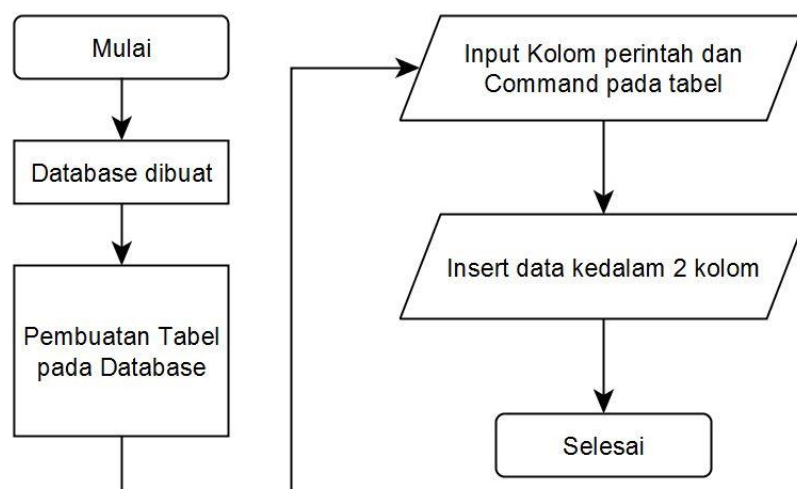 Mulai
Database dibuat
Pembuatan Tabel
pada Database
Input Kolom perintah dan
Command pada tabel
Insert data kedalam 2 kolom
Selesai